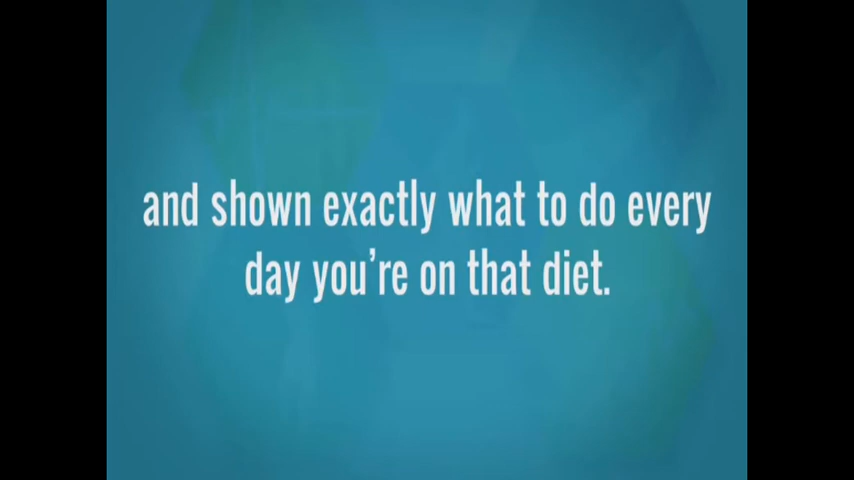 and shown exactly what to do every
day you’re on that diet.